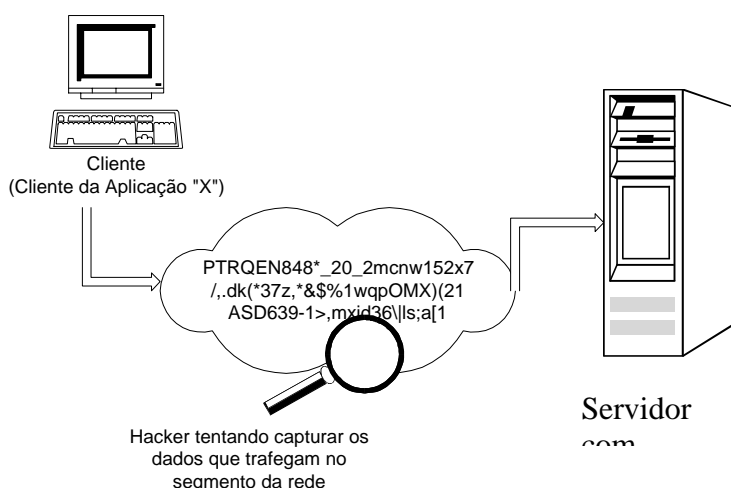 Cliente
(Cliente da Aplicação "X")
PTRQEN848*_20_2mcnw152x7
/,.dk(*37z,*&$%1wqpOMX)(21
ASD639-1>,mxid36\|ls;a[1
Hacker tentando capturar os
dados que trafegam no
segmento da rede
Servidor
com